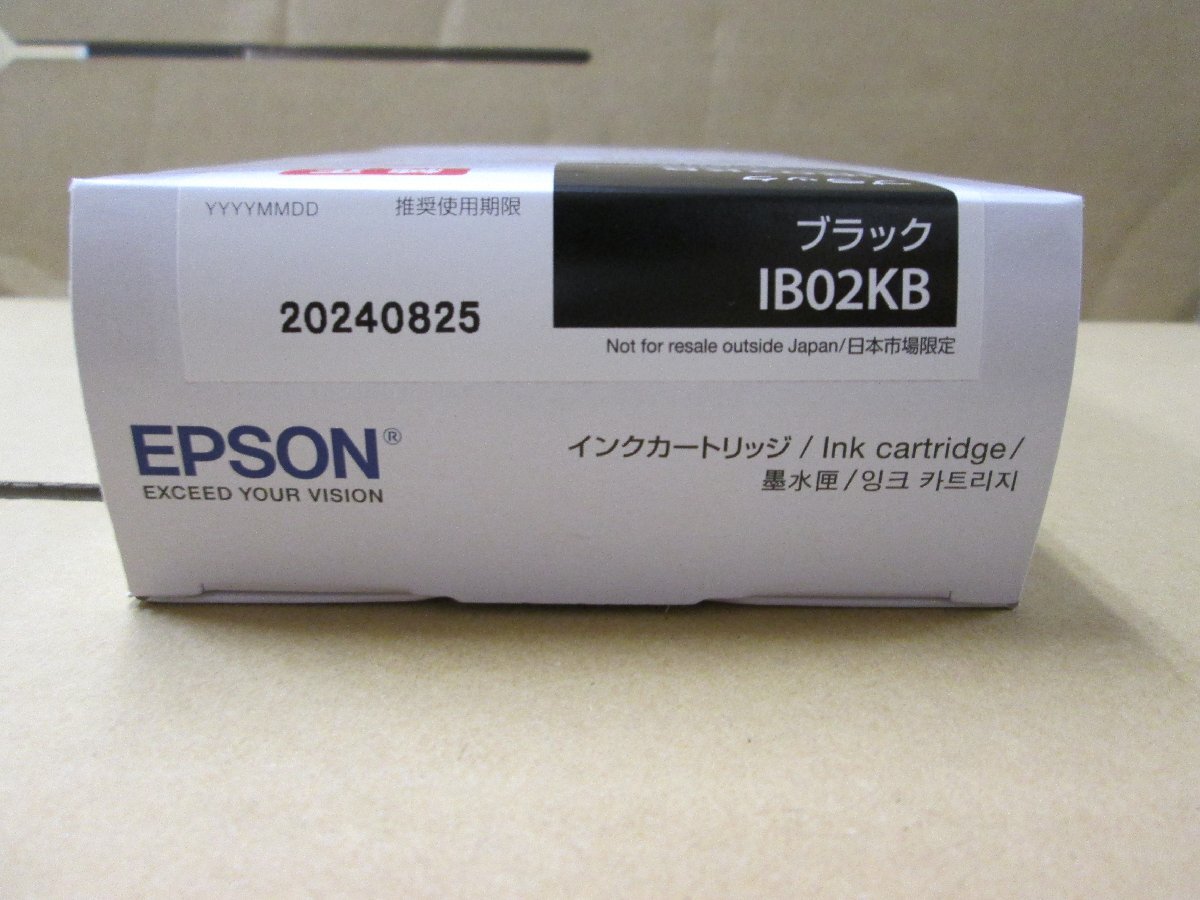 YYYYMMDD 推奨使用期限
20240825
ブラック
IB02KB
Not for resale outside Japan/日本市場限定
EPSON®
EXCEED YOUR VISION
インクカートリッジ / Ink cartridge/
墨水匣/잉크 카트리지